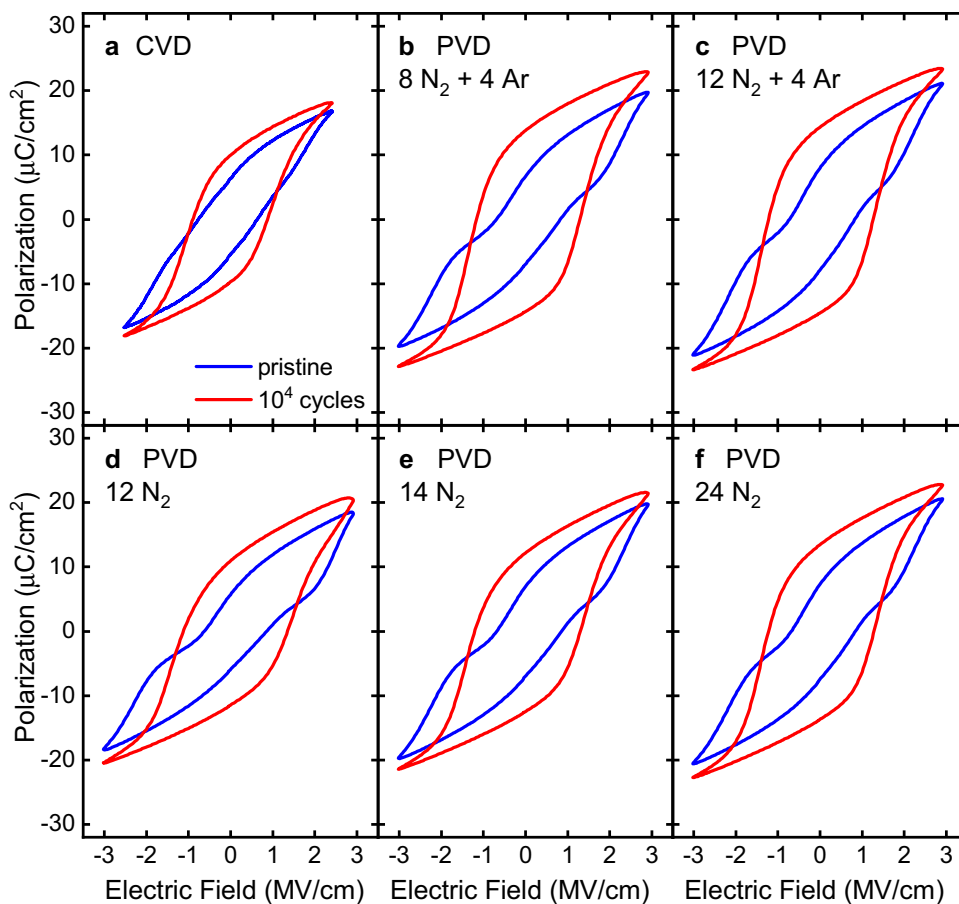 a CVD
b PVD
8 N₂ + 4 Ar
c PVD
12 N₂ + 4 Ar
30
20
10
0
-10
-20
-30
Polarization (µC/cm²)
pristine
10⁴ cycles
d PVD
12 N₂
e PVD
14 N₂
f PVD
24 N₂
30
20
10
0
-10
-20
-30
Polarization (µC/cm²)
-3 -2 -1 0 1 2 3
-3 -2 -1 0 1 2 3
-3 -2 -1 0 1 2 3
Electric Field (MV/cm)
Electric Field (MV/cm)
Electric Field (MV/cm)